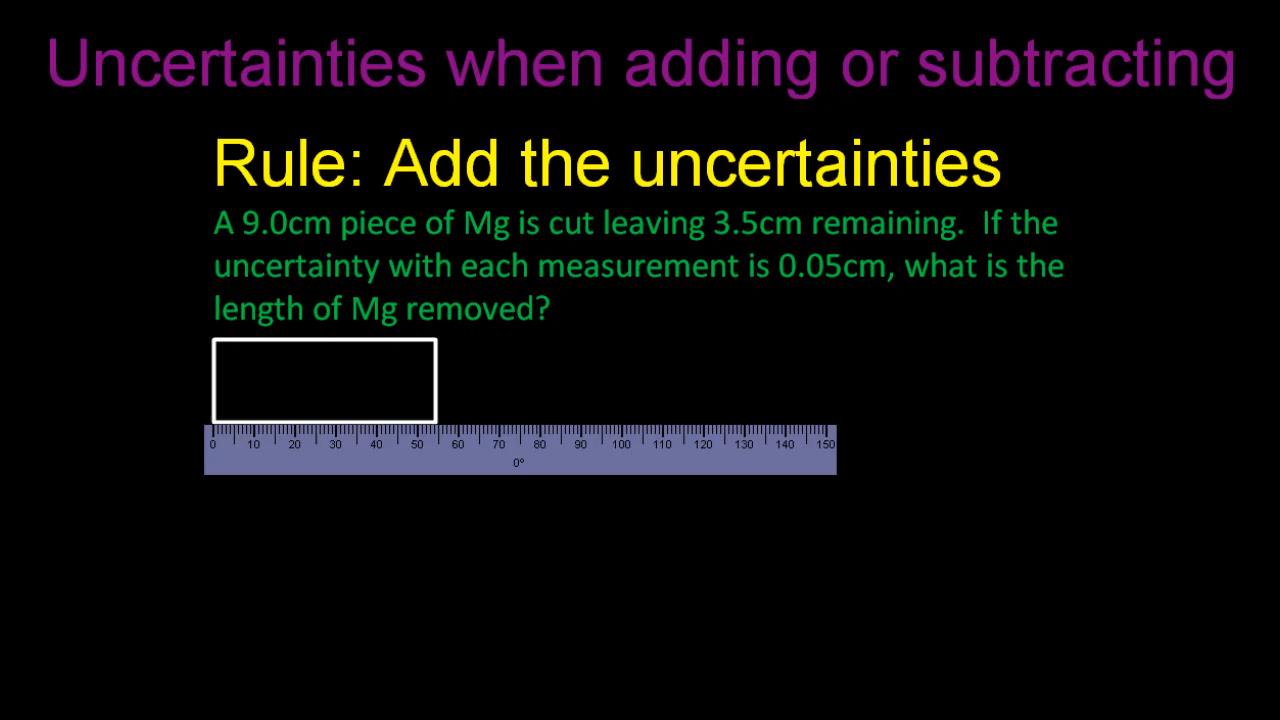 Uncertainties when adding or subtracting
Rule: Add the uncertainties
A 9.0cm piece of Mg is cut leaving 3.5cm remaining.  If the
uncertainty with each measurement is 0.05cm, what is the
length of Mg removed?
0 10 20 30 40 50 60 70 80 90 100 110 120 130 140 150
0º